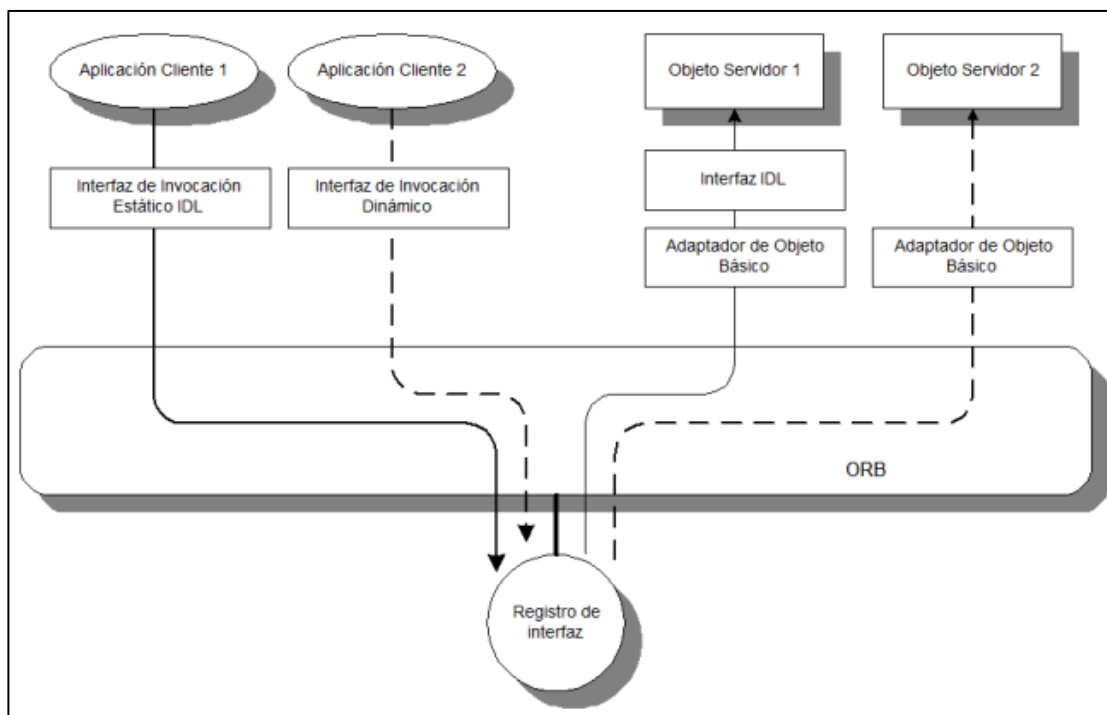 Aplicación Cliente 1
Aplicación Cliente 2
Objeto Servidor 1
Objeto Servidor 2
Interfaz de Invocación
Estático IDL
Interfaz de Invocación
Dinámico
Interfaz IDL
Adaptador de Objeto
Básico
Adaptador de Objeto
Básico
ORB
Registro de
interfaz